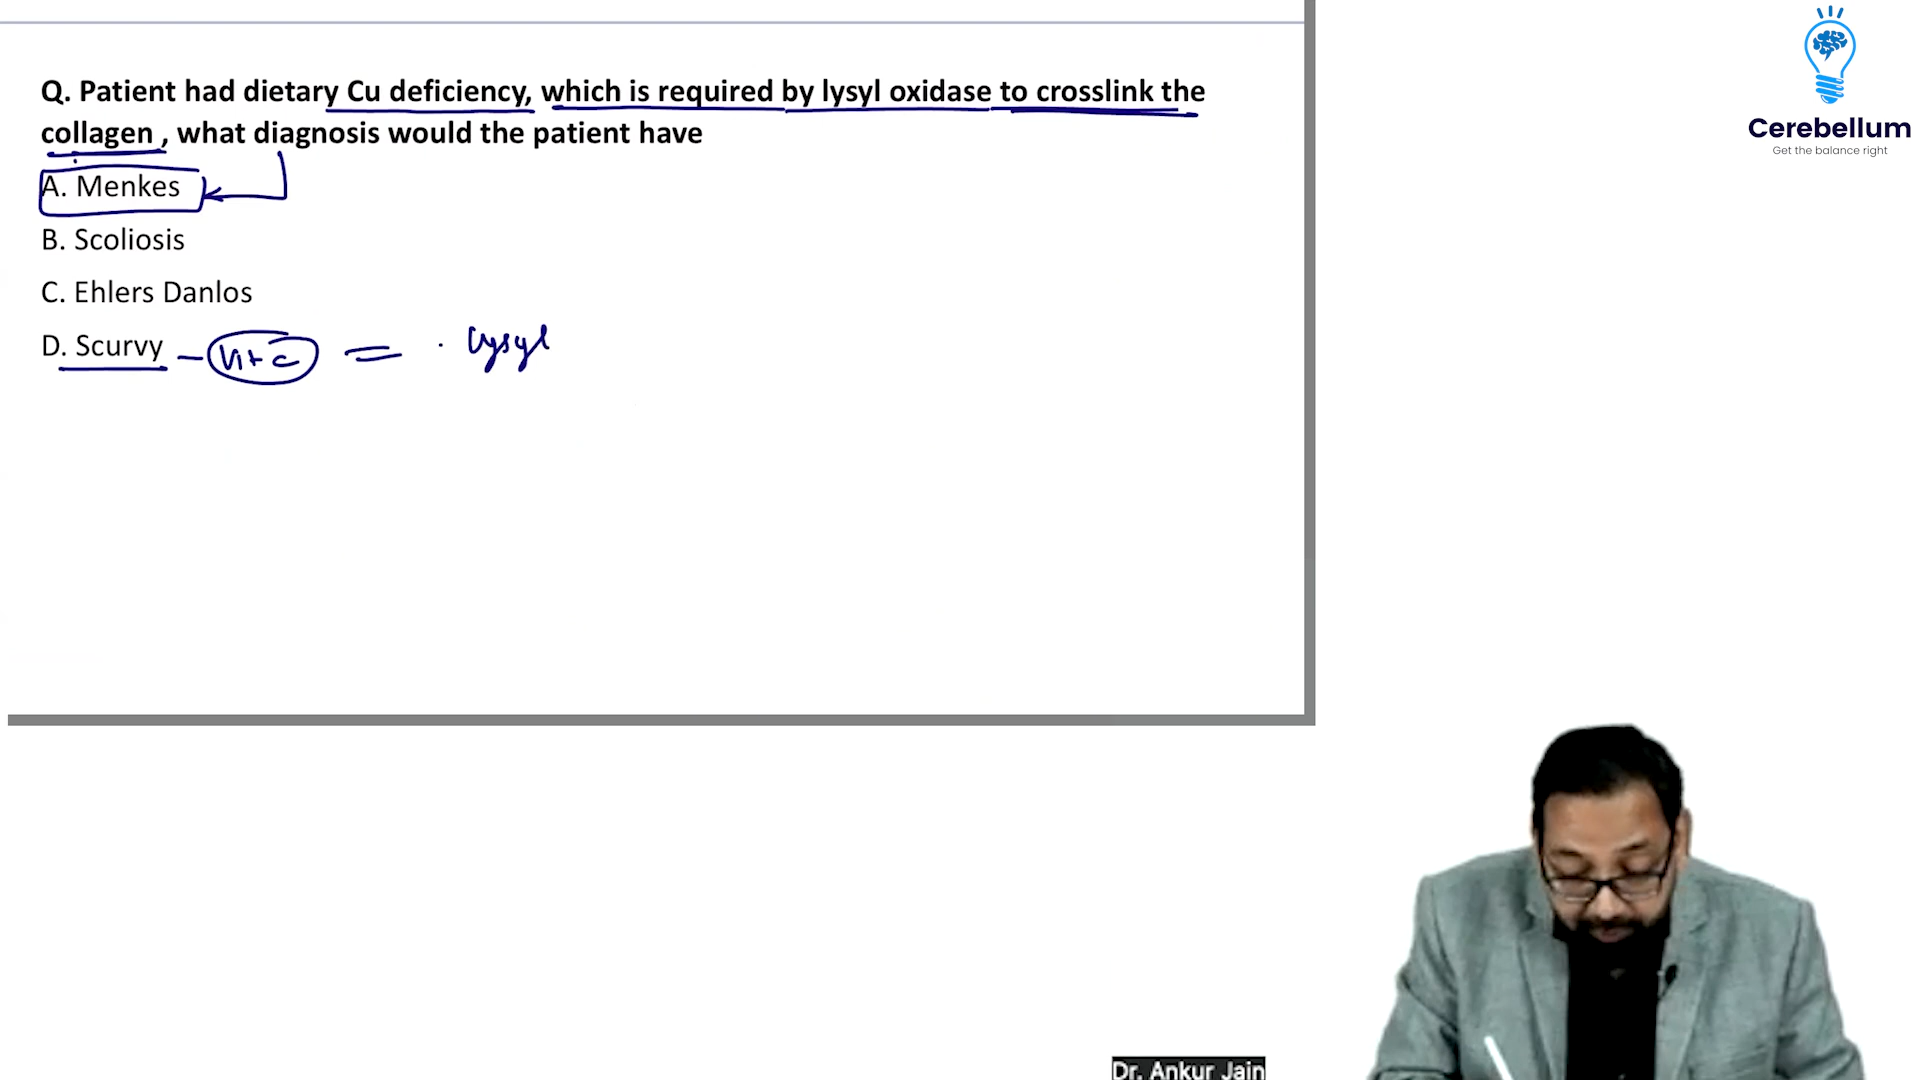 Q. Patient had dietary Cu deficiency, which is required by lysyl oxidase to crosslink the
collagen , what diagnosis would the patient have
A. Menkes
B. Scoliosis
C. Ehlers Danlos
D. Scurvy – Vit C = lysyl
Cerebellum
Get the balance right
Dr. Ankur Jain